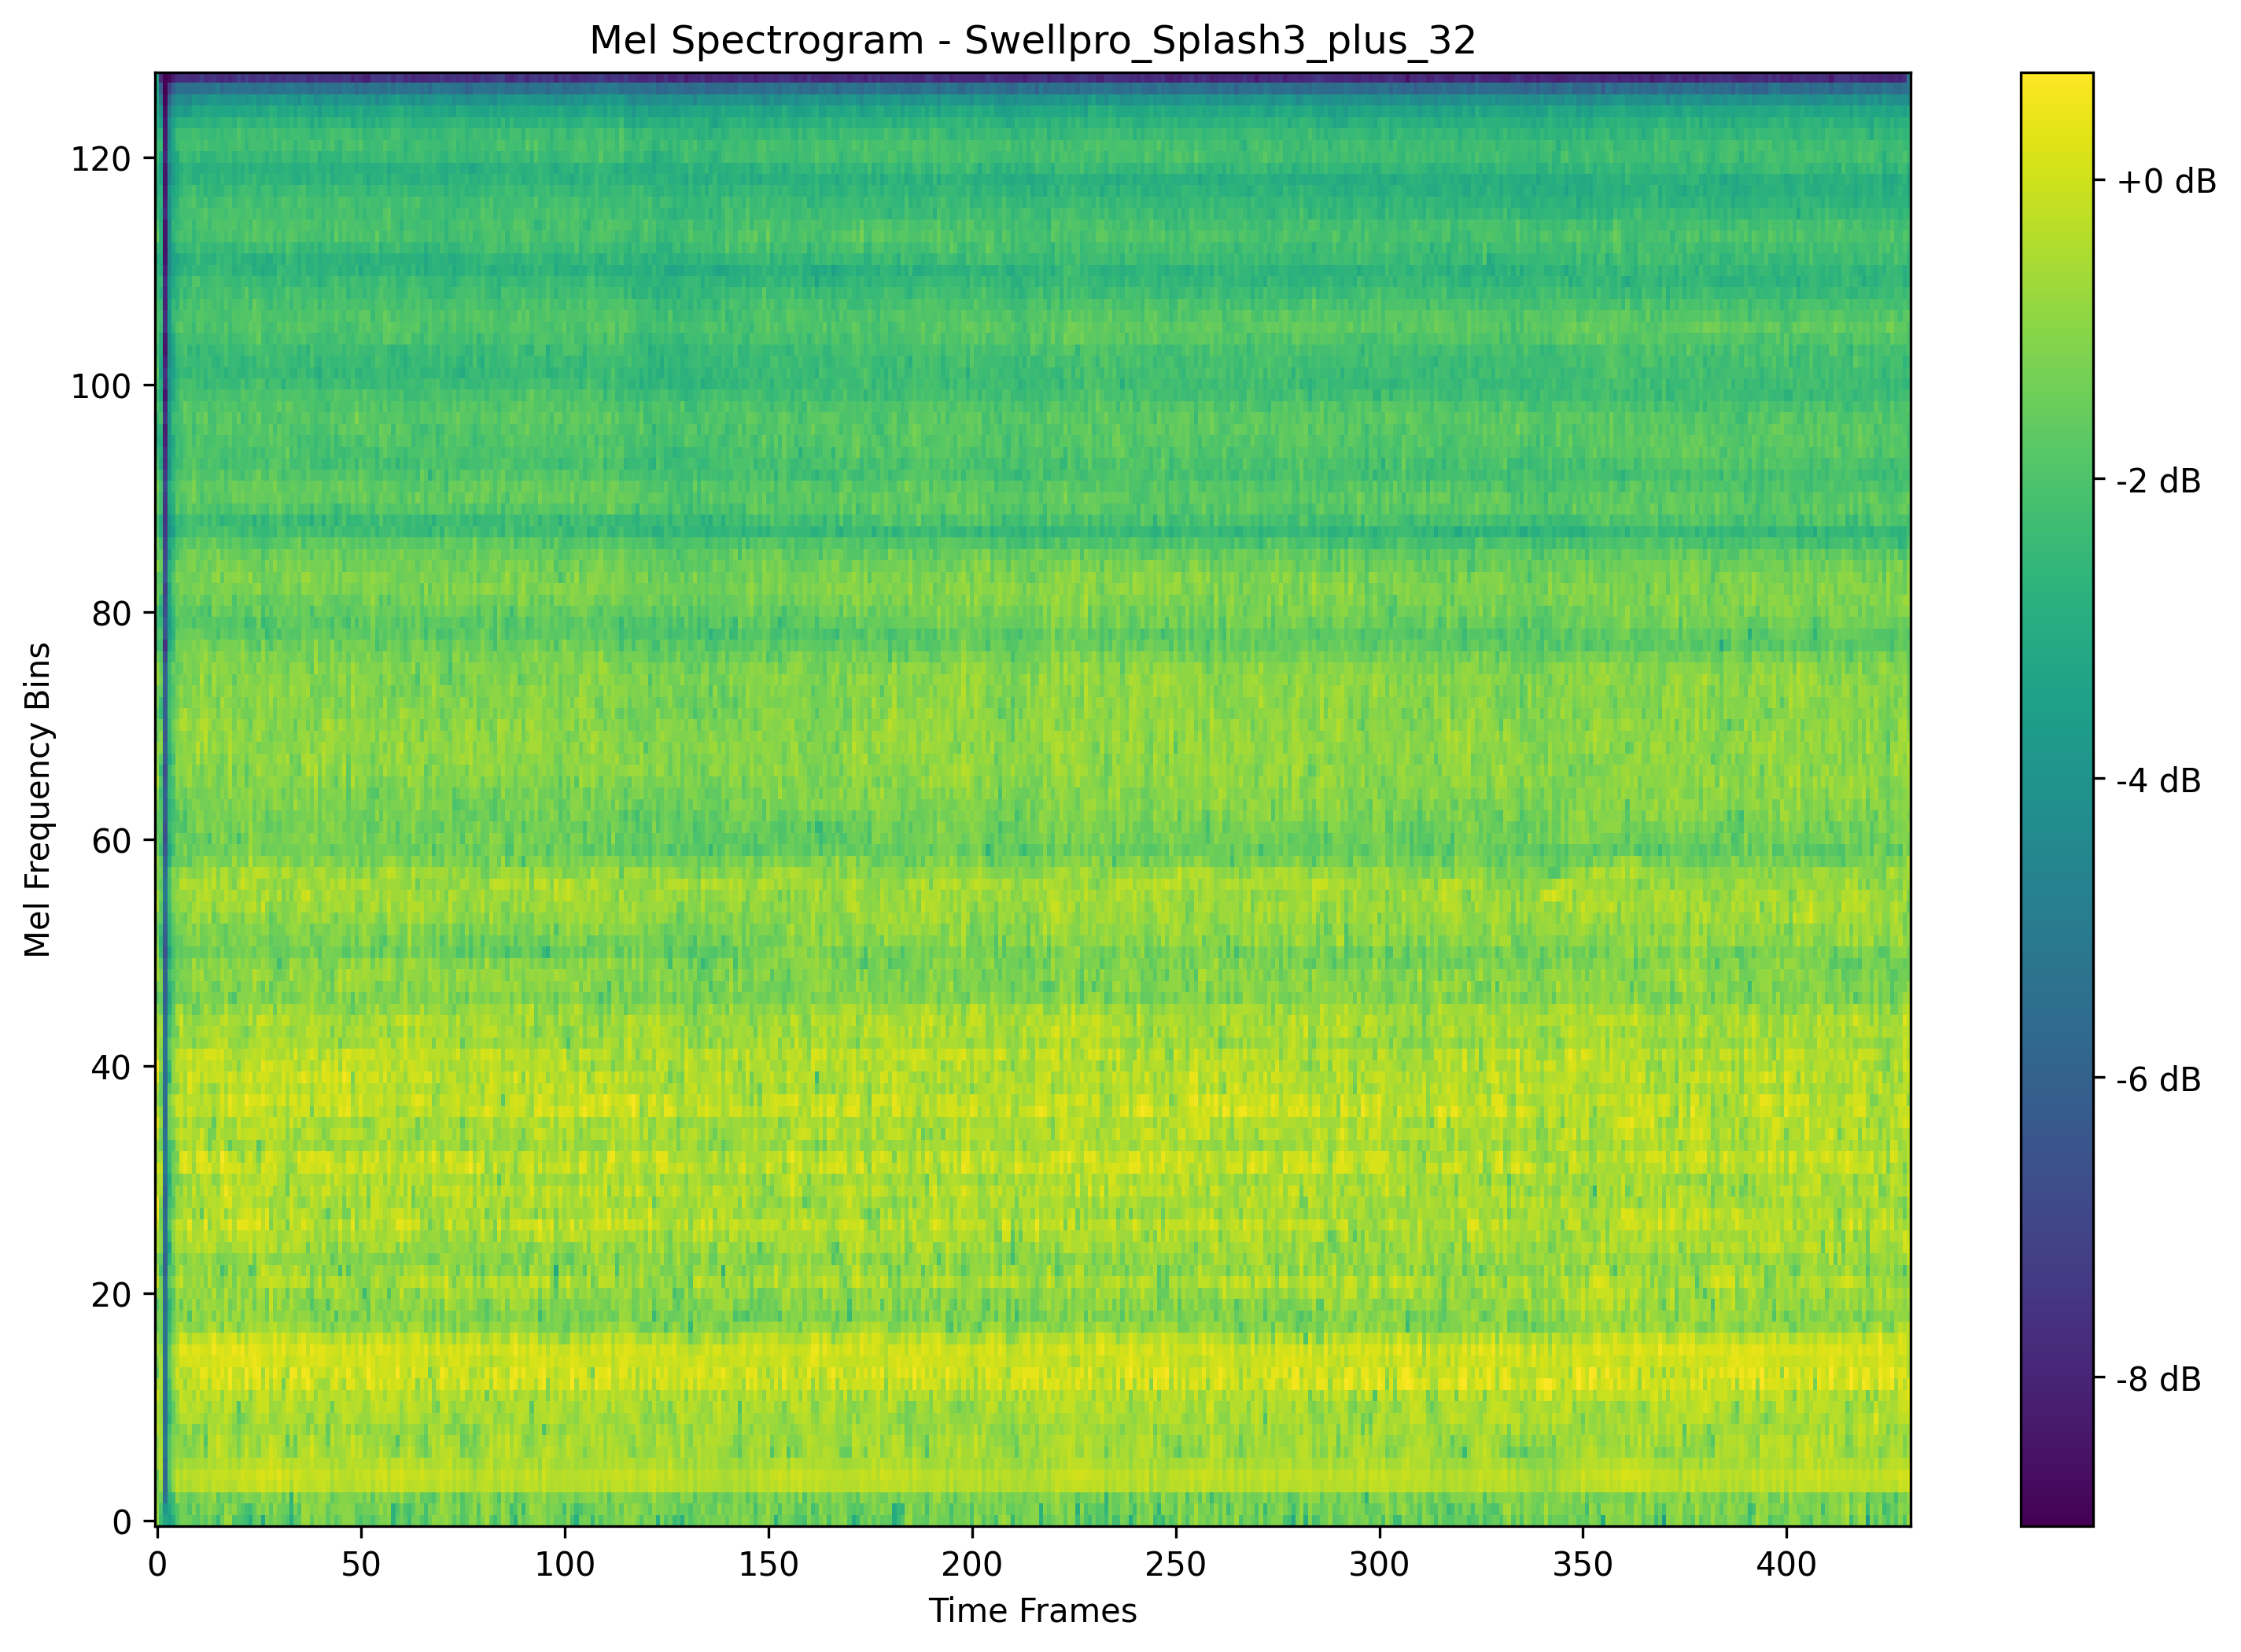 Mel Spectrogram - Swellpro_Splash3_plus_32
Mel Frequency Bins
120
100
80
60
40
20
0
0 50 100 150 200 250 300 350 400
Time Frames
+0 dB
-2 dB
-4 dB
-6 dB
-8 dB